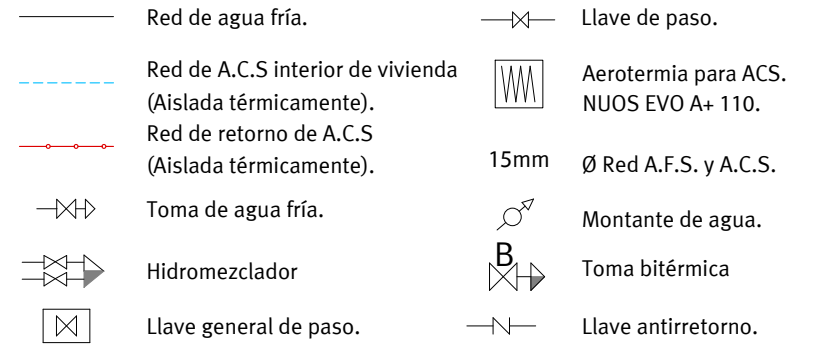 Red de agua fría.
Red de A.C.S interior de vivienda
(Aislada térmicamente).
Red de retorno de A.C.S
(Aislada térmicamente).
Toma de agua fría.
Hidromezclador
Llave general de paso.
Llave de paso.
Aerotermia para ACS.
NUOS EVO A+ 110.
15mm Ø Red A.F.S. y A.C.S.
Montante de agua.
B
Toma bitérmica
Llave antirretorno.